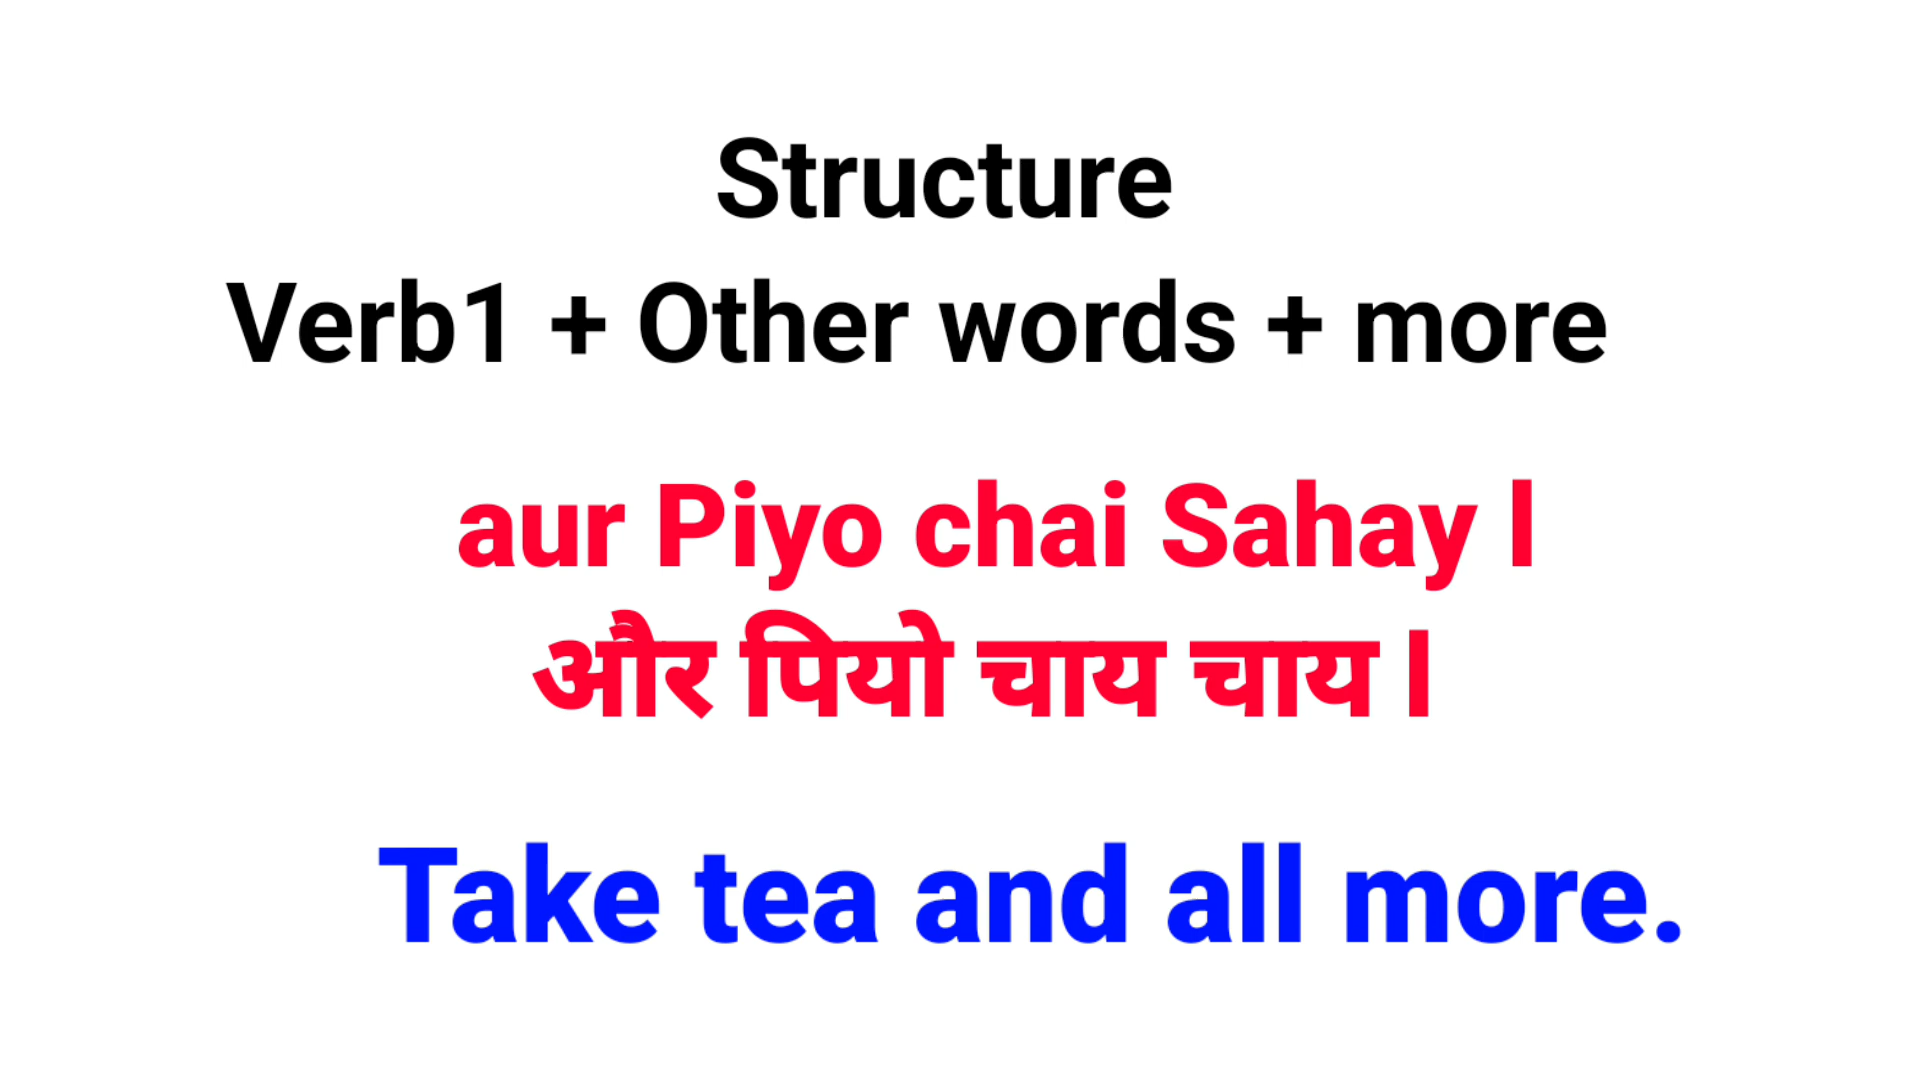 Structure
Verb1 + Other words + more
aur Piyo chai Sahay l
और पियो चाय चाय l
Take tea and all more.